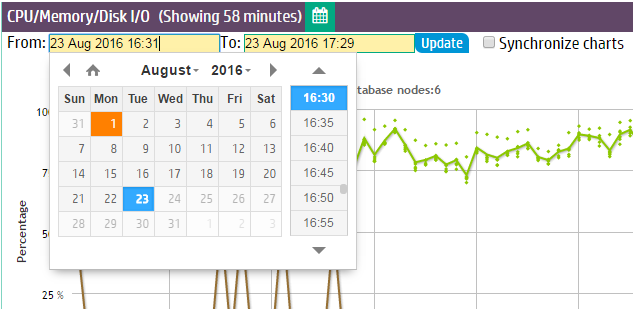 CPU/Memory/Disk I/O (Showing 58 minutes)
From: 23 Aug 2016 16:31 To: 23 Aug 2016 17:29 Update Synchronize charts
August 2016
tabase nodes:6
Sun Mon Tue Wed Thu Fri Sat
31 1 2 3 4 5 6
7 8 9 10 11 12 13
14 15 16 17 18 19 20
21 22 23 24 25 26 27
28 29 30 31 1 2 3
16:30
16:35
16:40
16:45
16:50
16:55
Percentage
100
75
50
25 %